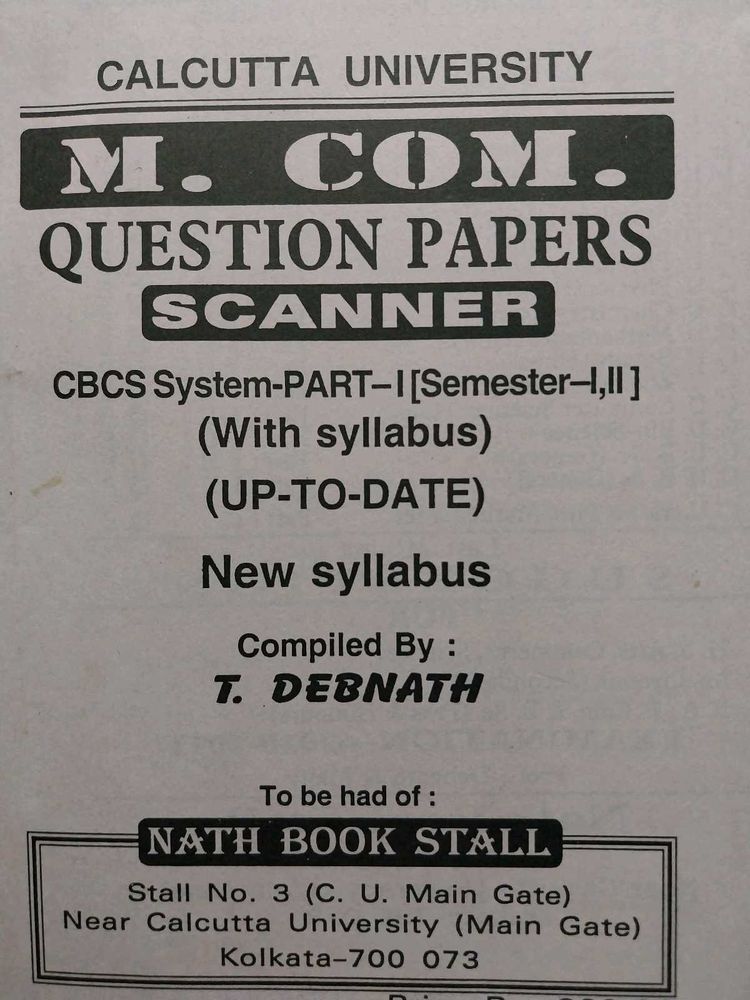 CALCUTTA UNIVERSITY
M. COM.
QUESTION PAPERS
SCANNER
CBCS System-PART–I [Semester–I,II]
(With syllabus)
(UP-TO-DATE)
New syllabus
Compiled By :
T. DEBNATH
To be had of :
NATH BOOK STALL
Stall No. 3 (C. U. Main Gate)
Near Calcutta University (Main Gate)
Kolkata–700 073